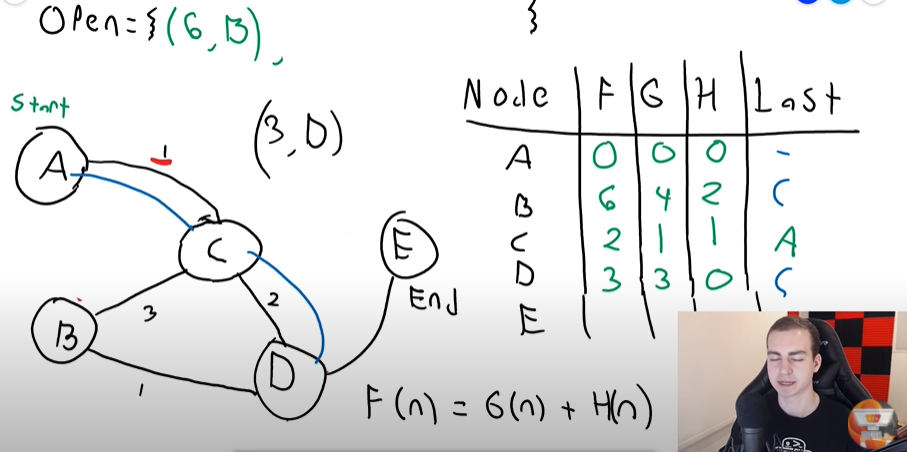 Open = {(6, B),
}
Start
(3, D)
A
1
C
E
End
B
3
2
D
1
Node | F | G | H | Last
A | 0 | 0 | 0 | -
B | 6 | 4 | 2 | C
C | 2 | 1 | 1 | A
D | 3 | 3 | 0 | C
E
F(n) = G(n) + H(n)